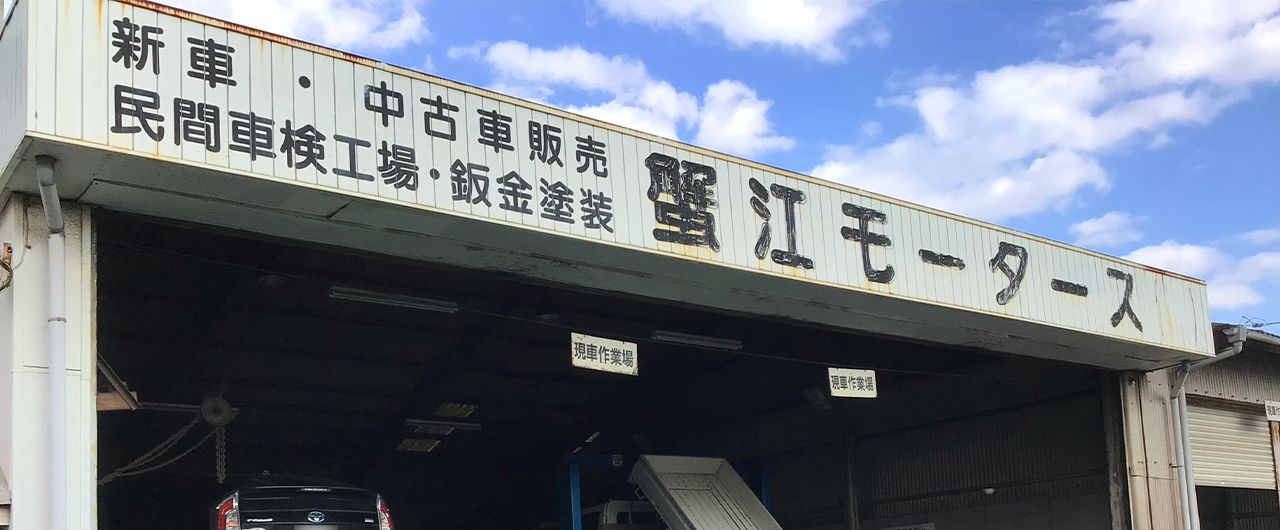 新車・中古車販売
民間車検工場・鈑金塗装
蟹江モータース
現車作業場
現車作業場